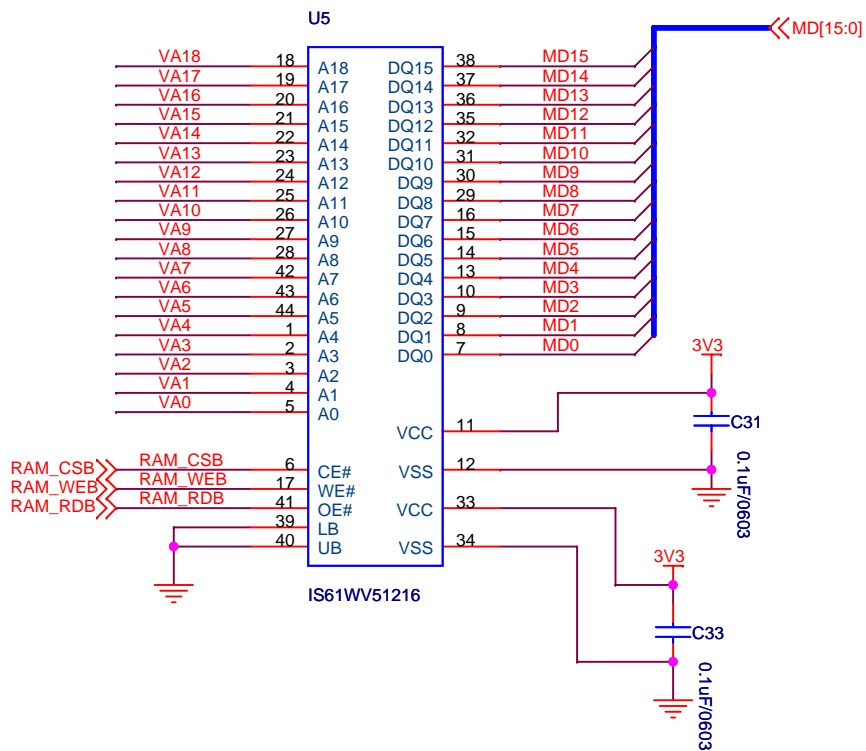 U5
MD[15:0]
VA18 18 A18 DQ15 38 MD15
VA17 19 A17 DQ14 37 MD14
VA16 20 A16 DQ13 36 MD13
VA15 21 A15 DQ12 35 MD12
VA14 22 A14 DQ11 32 MD11
VA13 23 A13 DQ10 31 MD10
VA12 24 A12 DQ9 30 MD9
VA11 25 A11 DQ8 29 MD8
VA10 26 A10 DQ7 16 MD7
VA9 27 A9 DQ6 15 MD6
VA8 28 A8 DQ5 14 MD5
VA7 42 A7 DQ4 13 MD4
VA6 43 A6 DQ3 10 MD3
VA5 44 A5 DQ2 9 MD2
VA4 1 A4 DQ1 8 MD1
VA3 2 A3 DQ0 7 MD0
VA2 3 A2
VA1 4 A1
VA0 5 A0
3V3
VCC 11
C31
0.1uF/0603
RAM_CSB RAM_CSB 6 CE# VSS 12
RAM_WEB RAM_WEB 17 WE#
RAM_RDB RAM_RDB 41 OE# VCC 33
39 LB
40 UB VSS 34
3V3
C33
0.1uF/0603
IS61WV51216